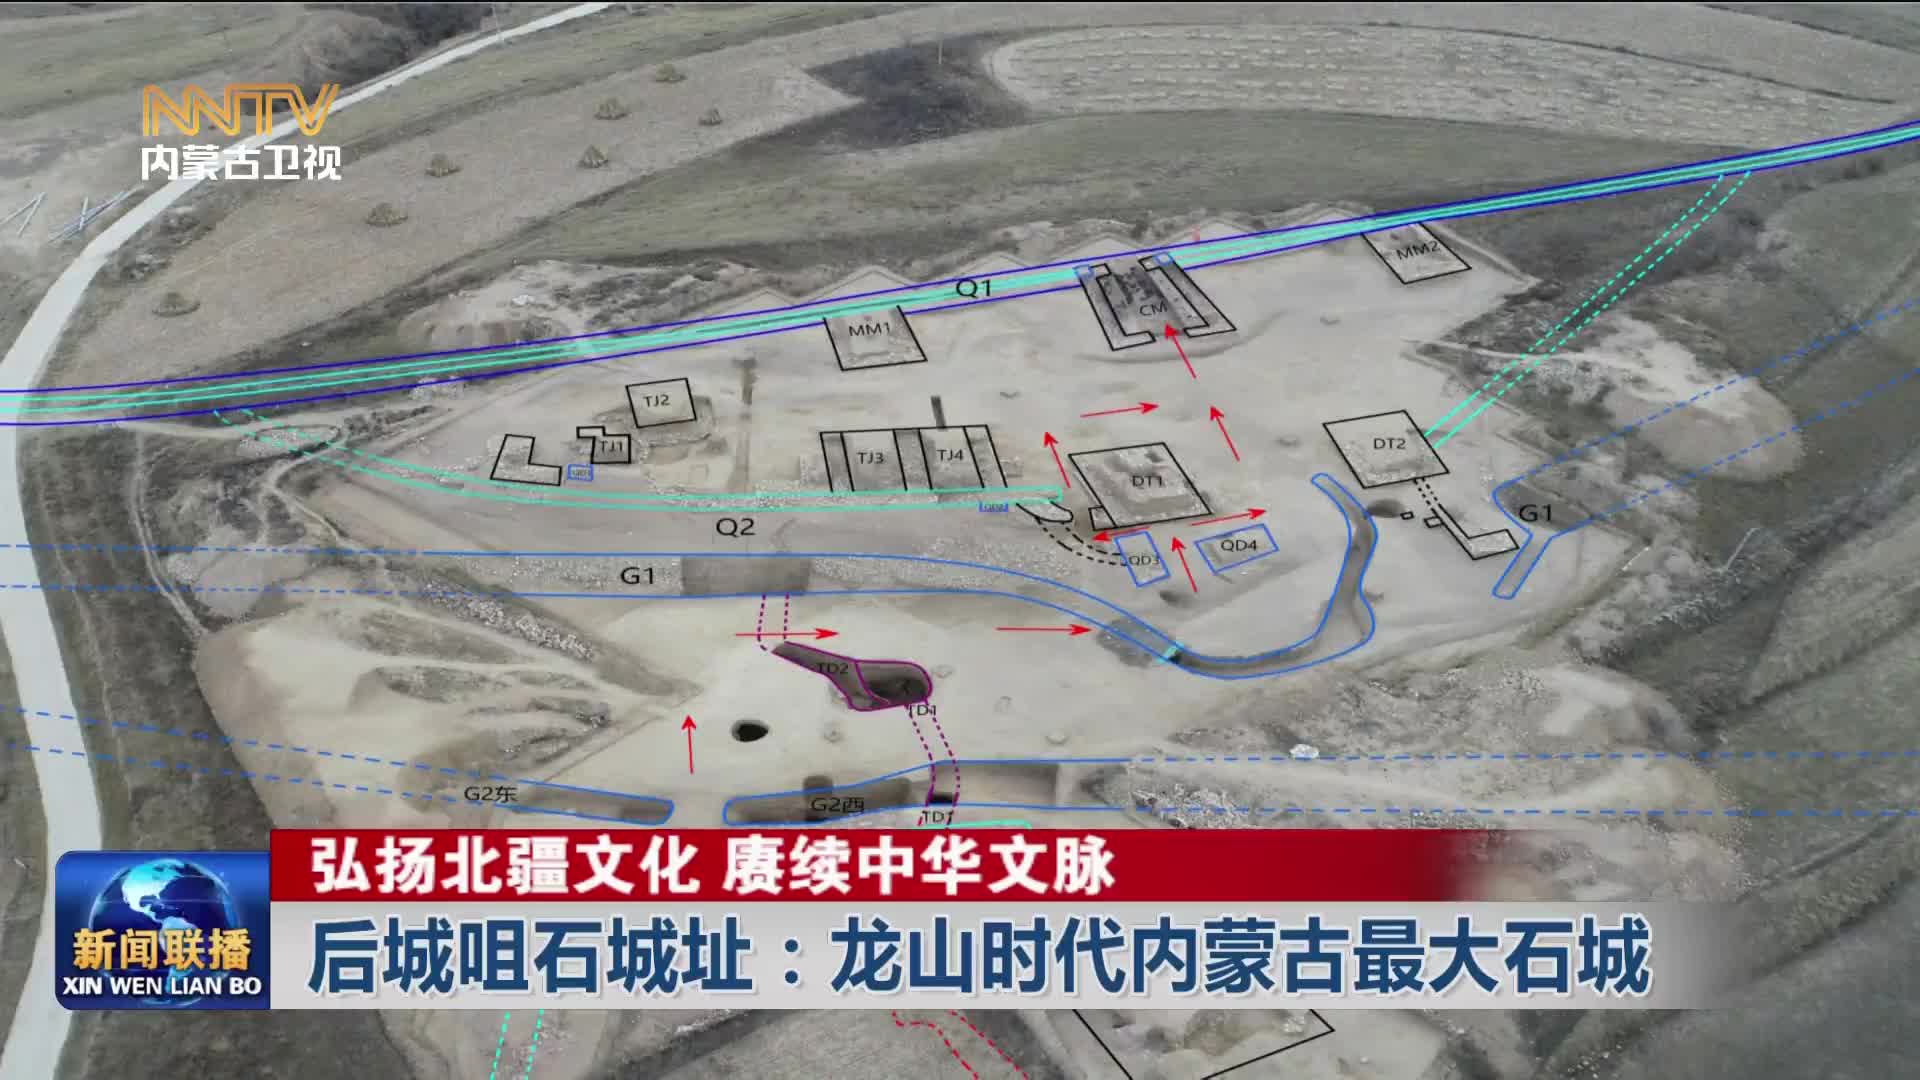 NNTV
内蒙古卫视
Q1
MM2
CM
MM1
TJ2
TJ1
TJ3
TJ4
DT1
DT2
Q2
G1
G1
QD3
QD4
TD2
TD1
G2东
G2西
TD1
弘扬北疆文化 赓续中华文脉
新闻联播
XIN WEN LIAN BO
后城咀石城址：龙山时代内蒙古最大石城